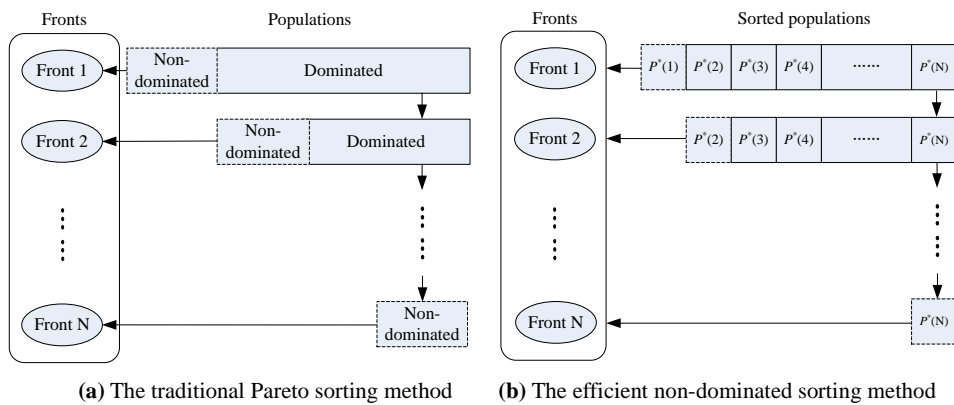 Fronts
Populations
Front 1
Non-
dominated
Dominated
Front 2
Non-
dominated
Dominated
Front N
Non-
dominated
(a) The traditional Pareto sorting method
Fronts
Sorted populations
Front 1
P*(1) P*(2) P*(3) P*(4) ...... P*(N)
Front 2
P*(2) P*(3) P*(4) ...... P*(N)
Front N
P*(N)
(b) The efficient non-dominated sorting method